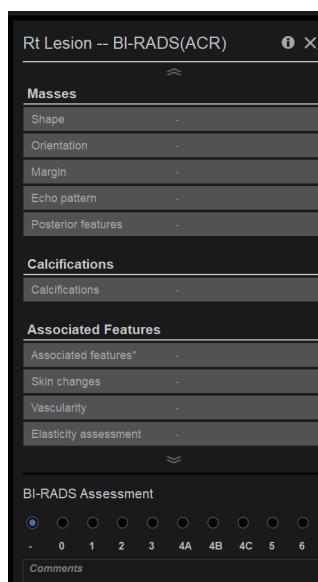 Rt Lesion -- BI-RADS(ACR)
Masses
Shape -
Orientation -
Margin -
Echo pattern -
Posterior features -
Calcifications
Calcifications -
Associated Features
Associated features* -
Skin changes -
Vascularity -
Elasticity assessment -
BI-RADS Assessment
- 0 1 2 3 4A 4B 4C 5 6
Comments